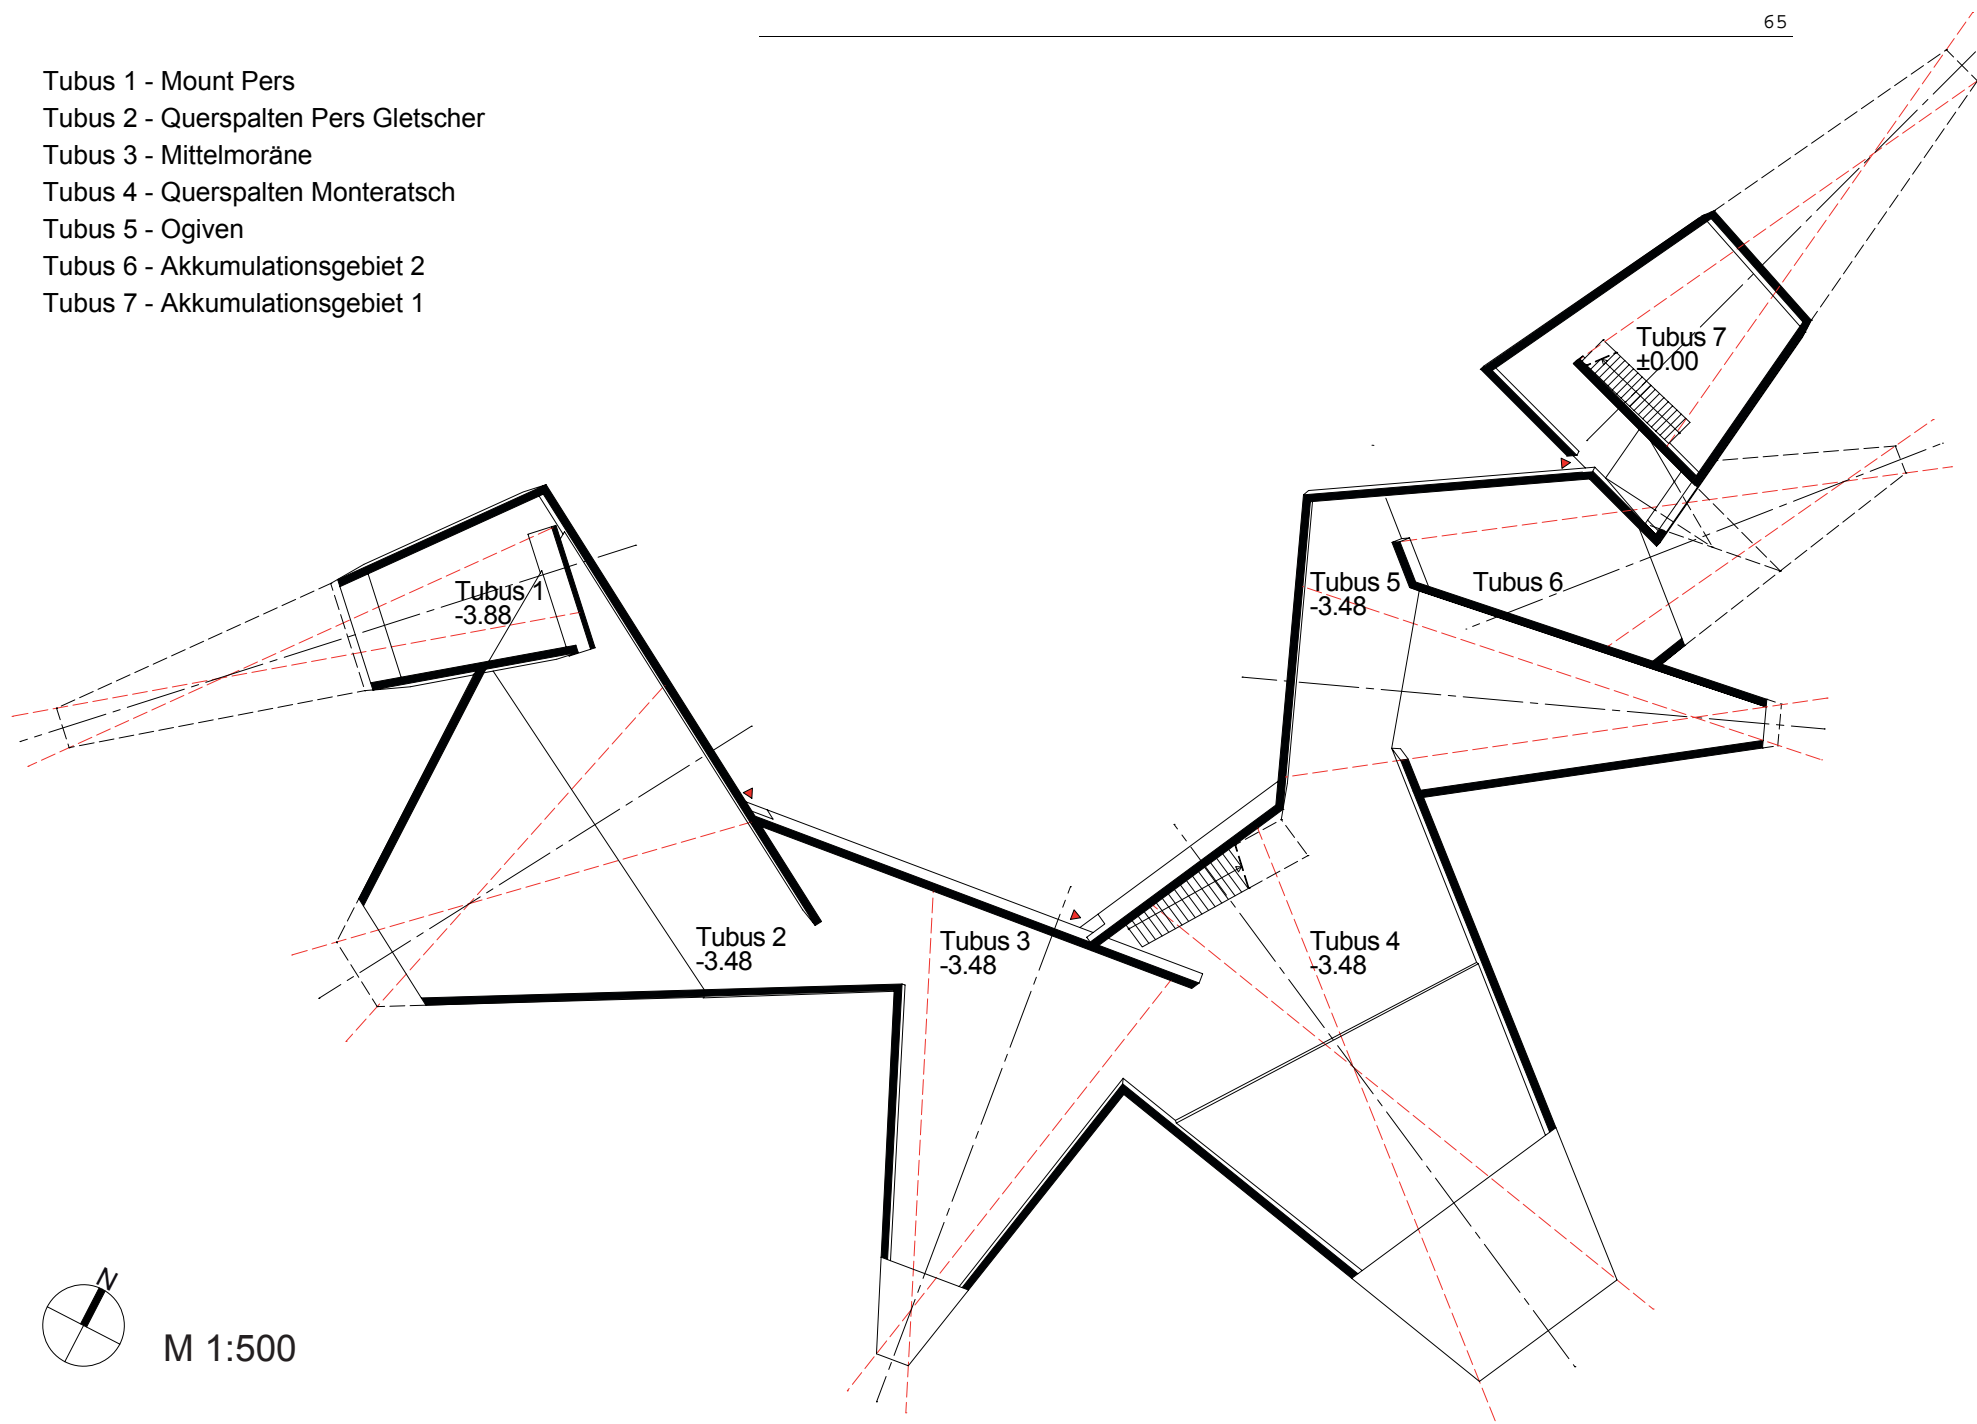 65
Tubus 1 - Mount Pers
Tubus 2 - Querspalten Pers Gletscher
Tubus 3 - Mittelmoräne
Tubus 4 - Querspalten Monteratsch
Tubus 5 - Ogiven
Tubus 6 - Akkumulationsgebiet 2
Tubus 7 - Akkumulationsgebiet 1
Tubus 7
±0.00
Tubus 1
-3.88
Tubus 5
-3.48
Tubus 6
Tubus 2
-3.48
Tubus 3
-3.48
Tubus 4
-3.48
N
M 1:500